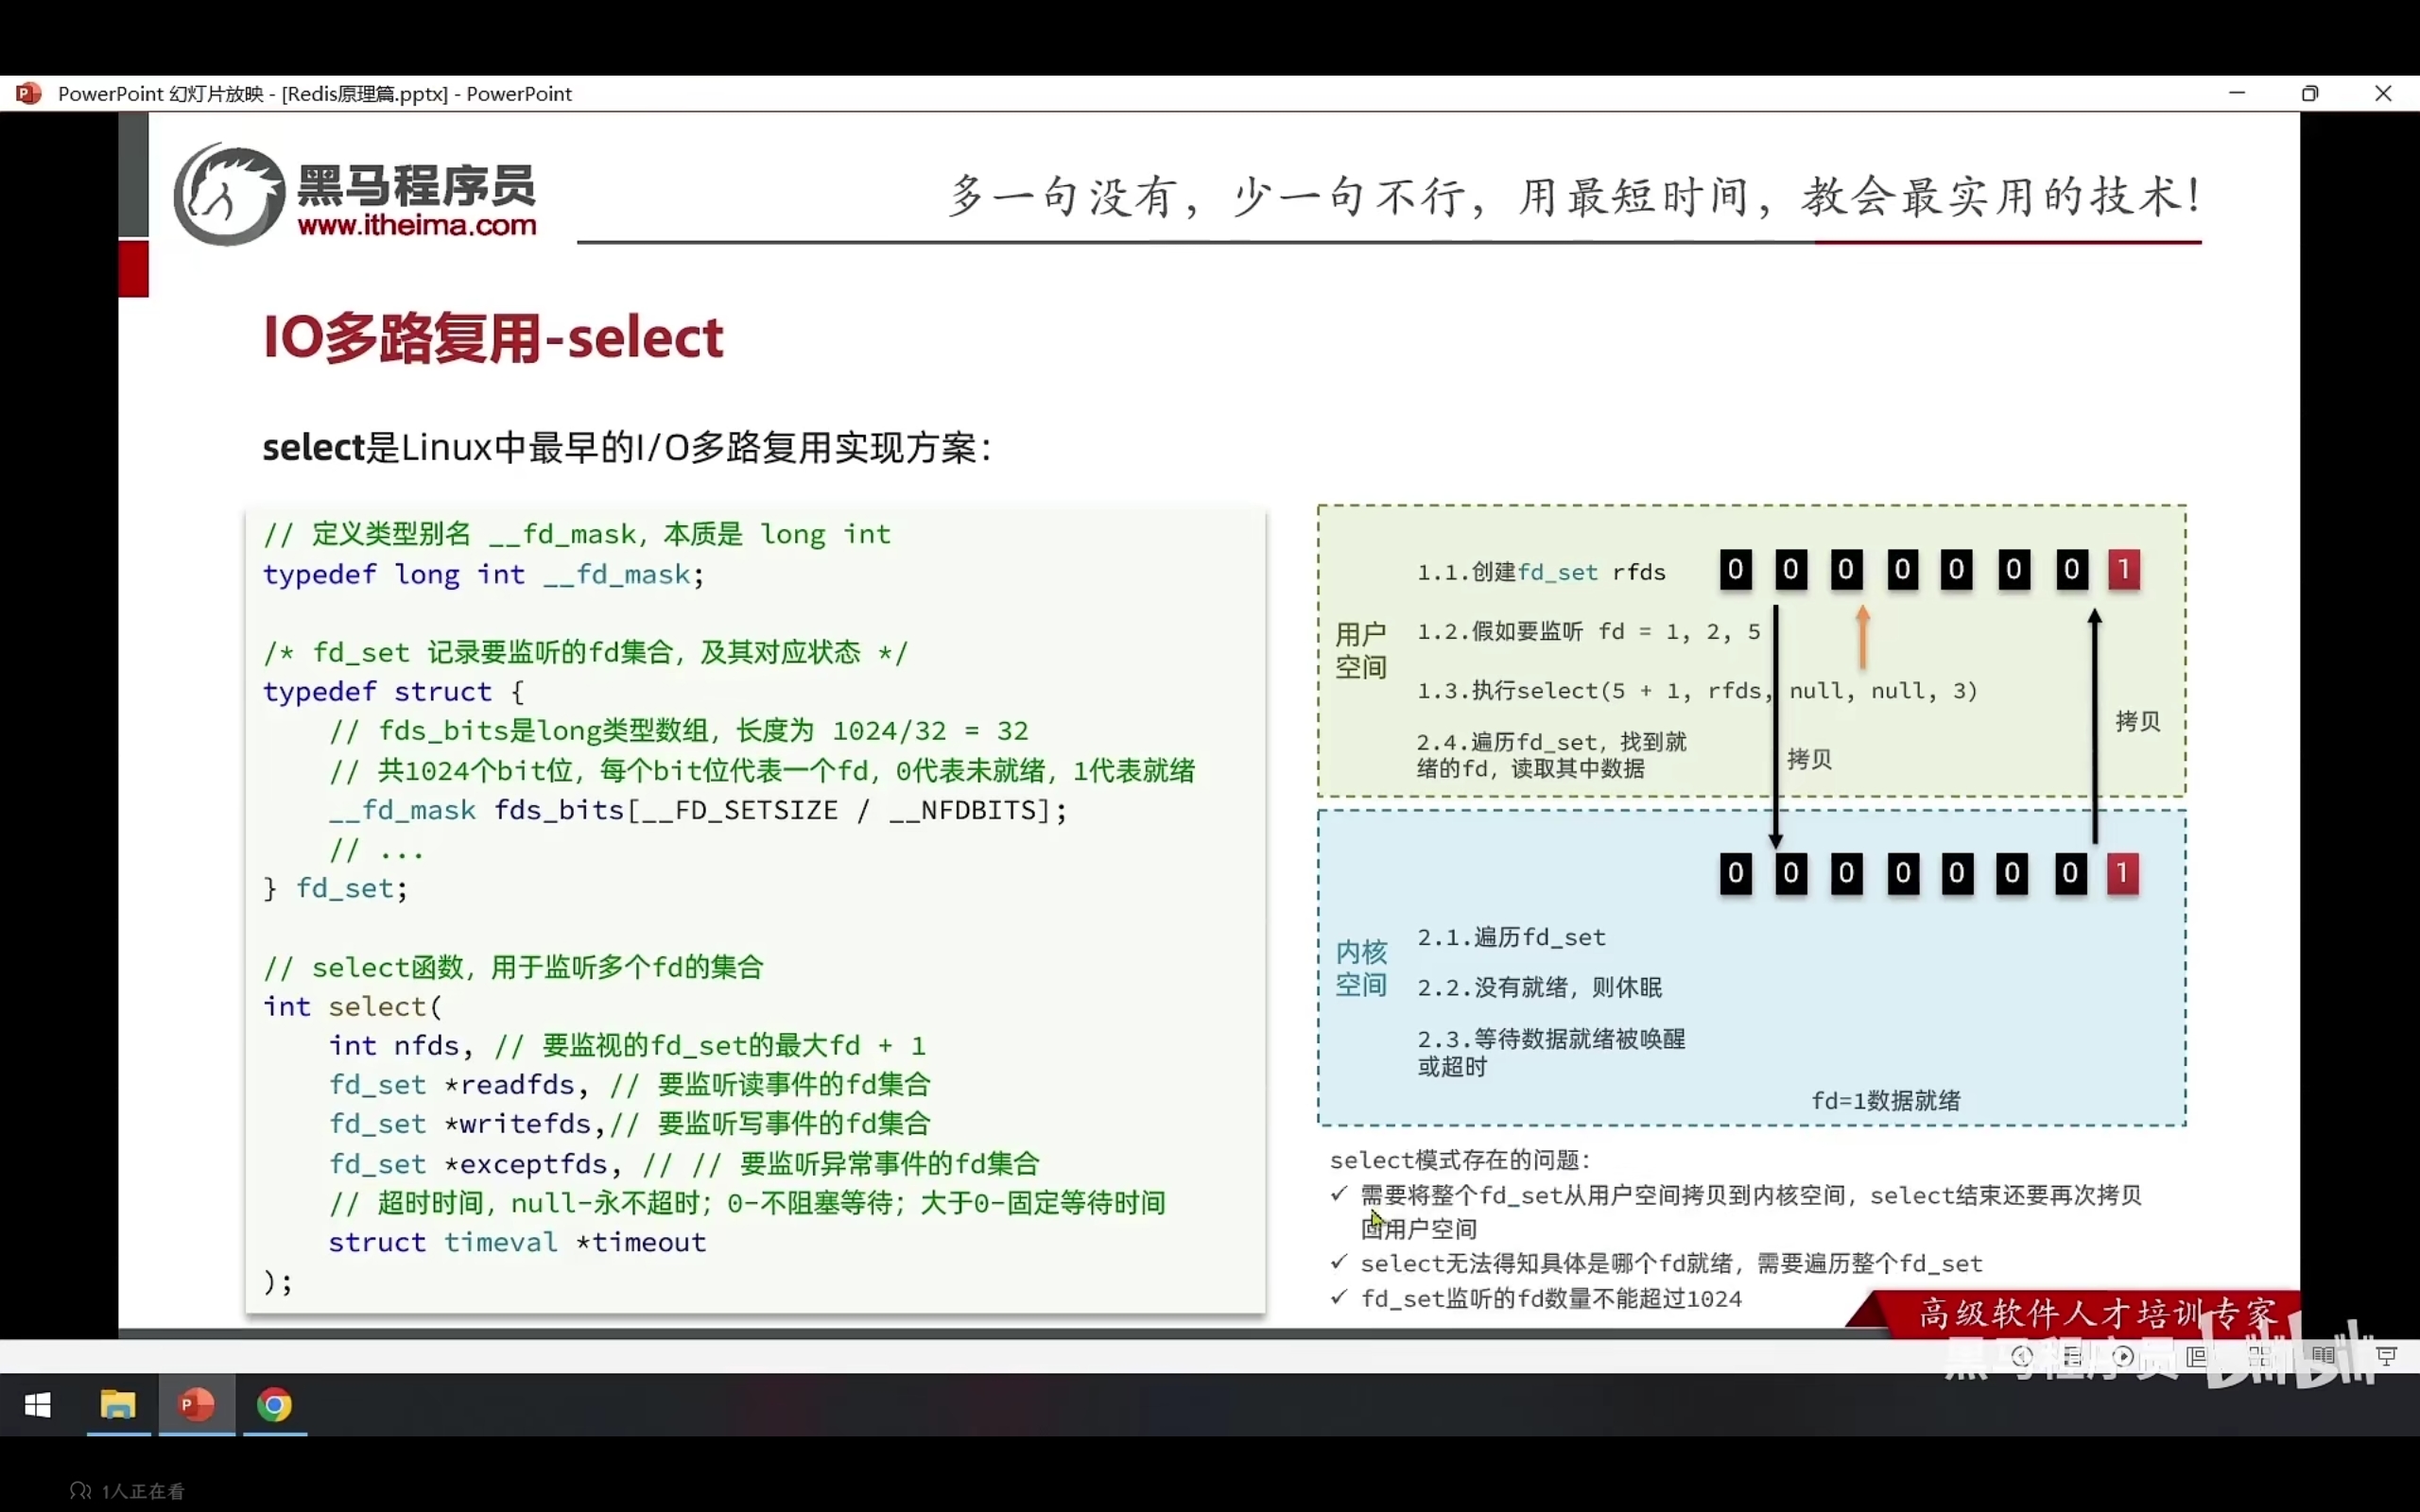 PowerPoint 幻灯片放映 - [Redis原理篇.pptx] - PowerPoint
黑马程序员
www.itheima.com
多一句没有，少一句不行，用最短时间，教会最实用的技术！
IO多路复用-select
select是Linux中最早的I/O多路复用实现方案：
// 定义类型别名 __fd_mask，本质是 long int
typedef long int __fd_mask;
/* fd_set 记录要监听的fd集合，及其对应状态 */
typedef struct {
// fds_bits是long类型数组，长度为 1024/32 = 32
// 共1024个bit位，每个bit位代表一个fd，0代表未就绪，1代表就绪
__fd_mask fds_bits[__FD_SETSIZE / __NFDBITS];
// ...
} fd_set;
// select函数，用于监听多个fd的集合
int select(
int nfds, // 要监视的fd_set的最大fd + 1
fd_set *readfds, // 要监听读事件的fd集合
fd_set *writefds,// 要监听写事件的fd集合
fd_set *exceptfds, // // 要监听异常事件的fd集合
// 超时时间，null-永不超时；0-不阻塞等待；大于0-固定等待时间
struct timeval *timeout
);
用户
空间
1.1.创建fd_set rfds
0 0 0 0 0 0 0 1
1.2.假如要监听 fd = 1, 2, 5
1.3.执行select(5 + 1, rfds, null, null, 3)
2.4.遍历fd_set，找到就
绪的fd，读取其中数据
拷贝
拷贝
0 0 0 0 0 0 0 1
内核
空间
2.1.遍历fd_set
2.2.没有就绪，则休眠
2.3.等待数据就绪被唤醒
或超时
fd=1数据就绪
select模式存在的问题：
✓ 需要将整个fd_set从用户空间拷贝到内核空间，select结束还要再次拷贝
回用户空间
✓ select无法得知具体是哪个fd就绪，需要遍历整个fd_set
✓ fd_set监听的fd数量不能超过1024
高级软件人才培训专家
黑马程序员 bilibili
1人正在看